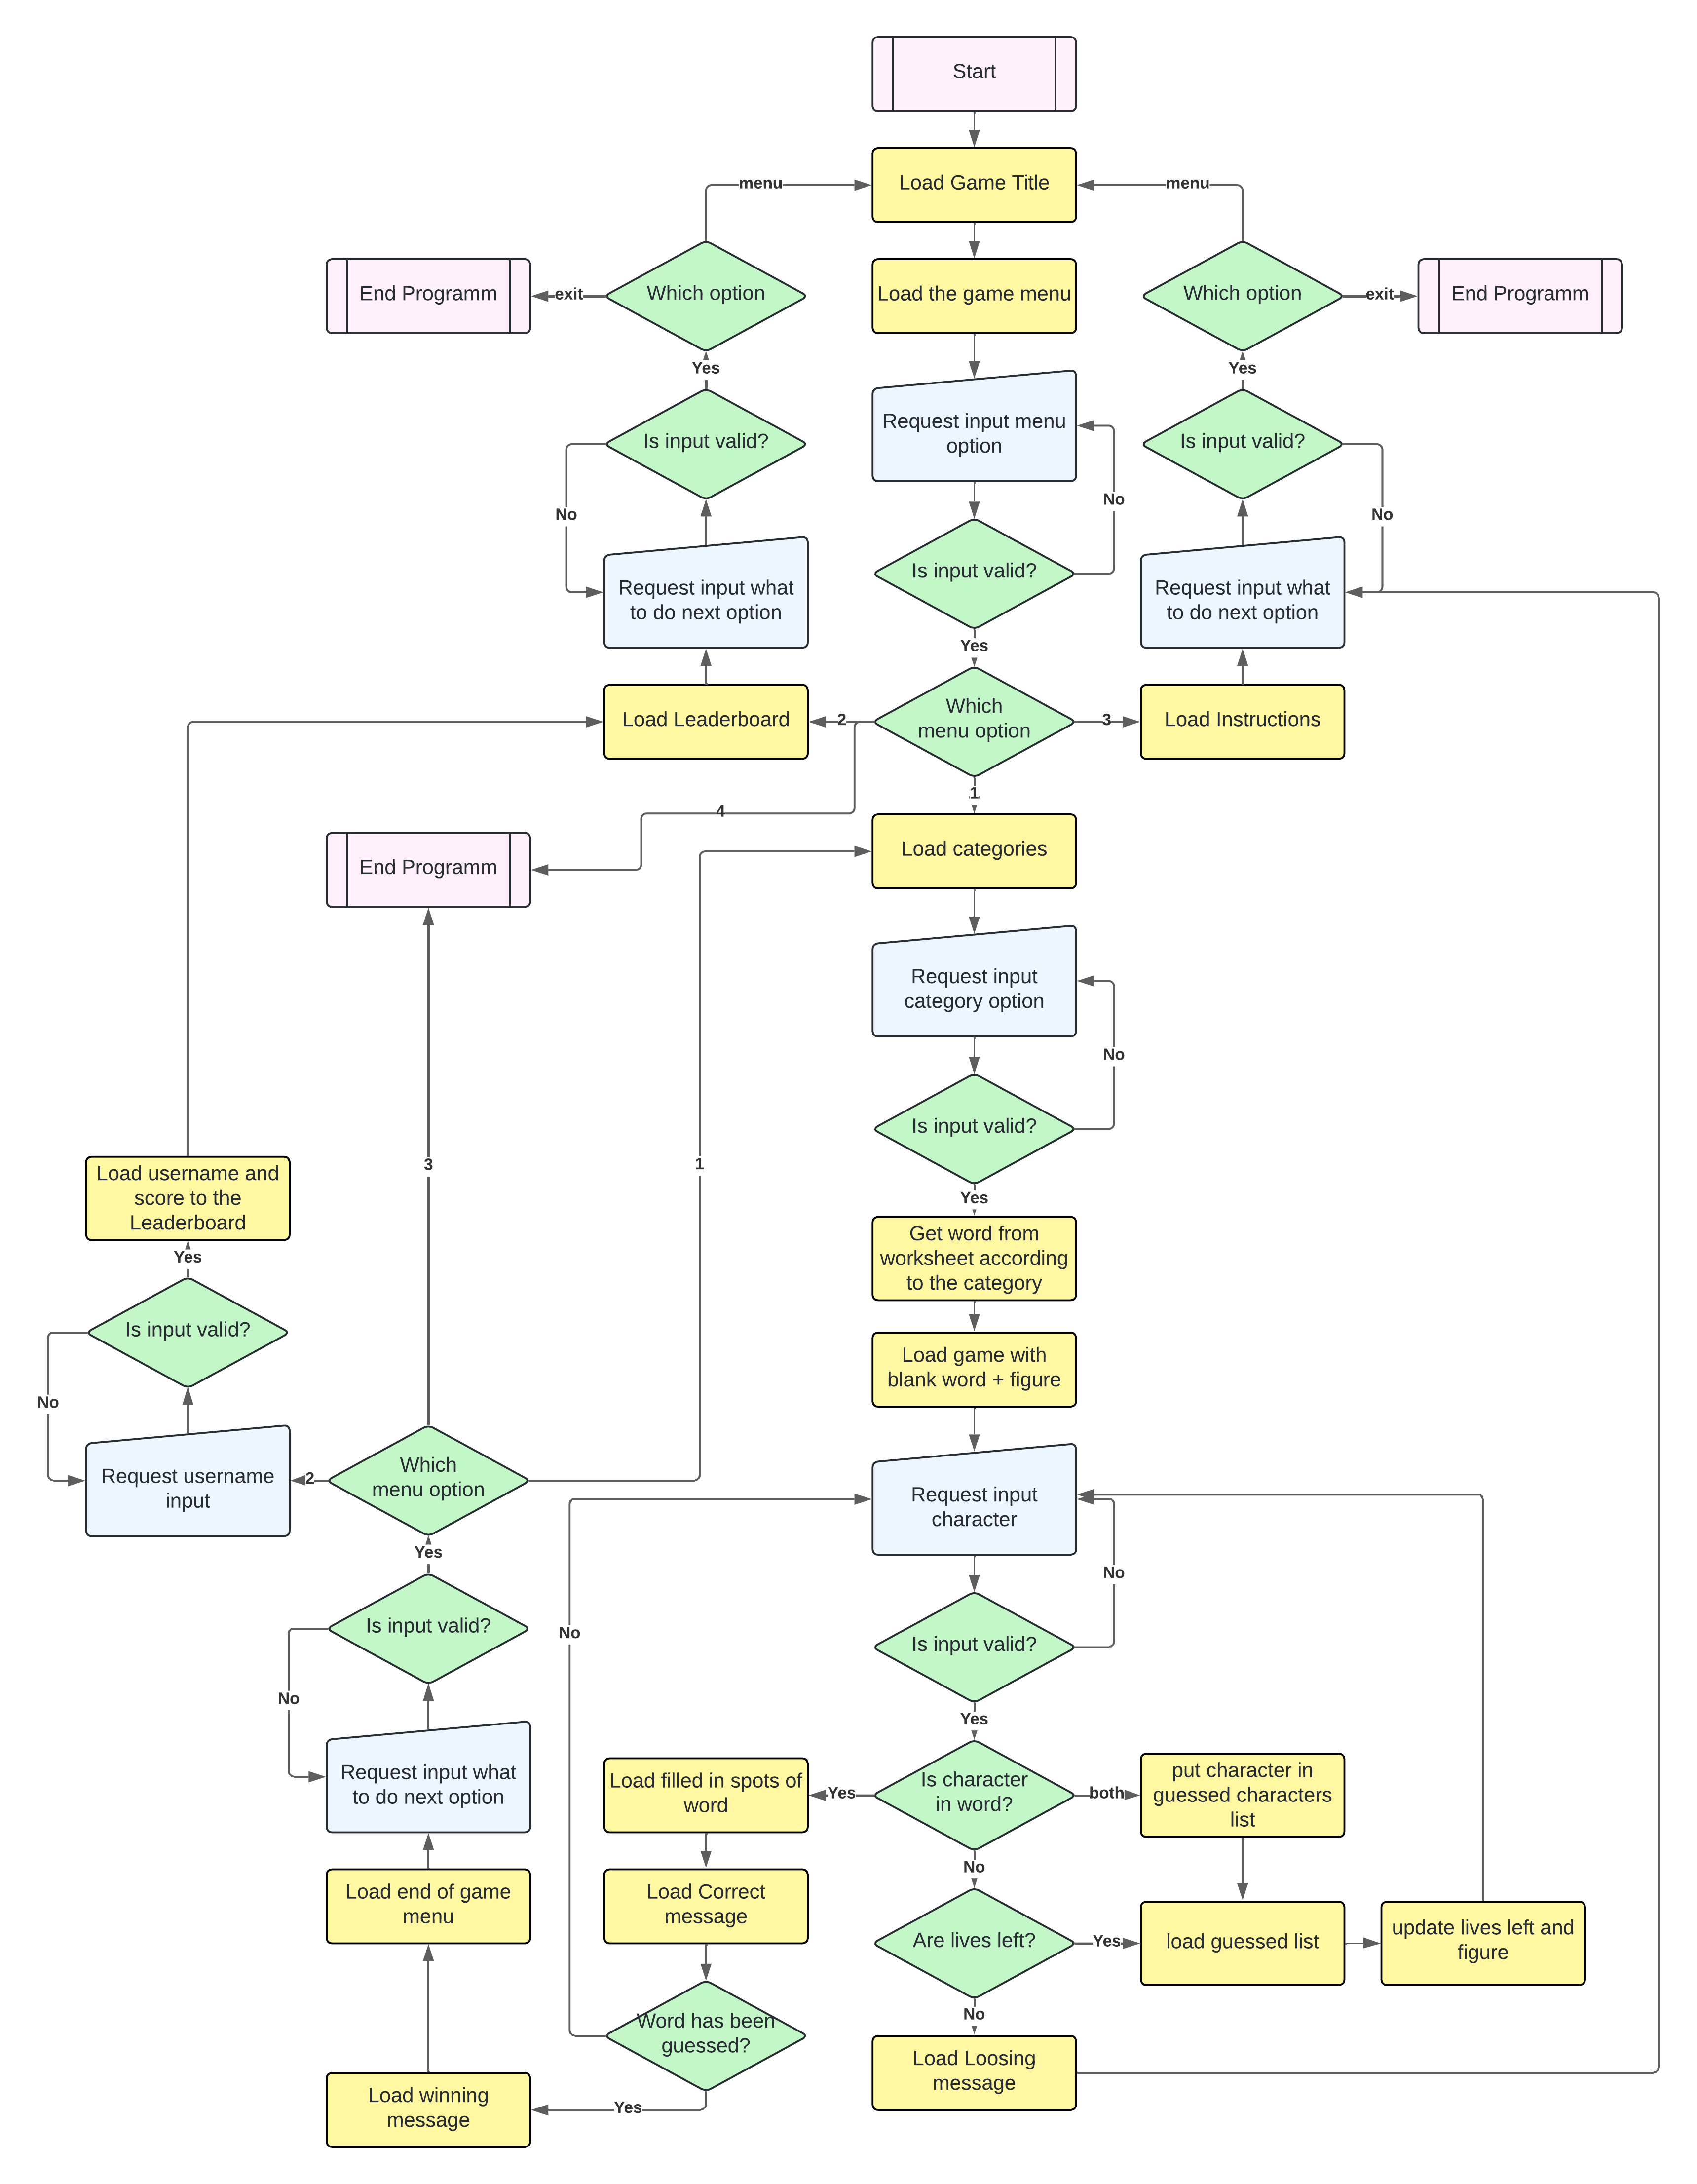 Start
Load Game Title
menu
menu
End Programm
exit
Which option
Load the game menu
Which option
exit
End Programm
Yes
Yes
Is input valid?
Request input menu
option
Is input valid?
No
No
No
Is input valid?
Request input what
to do next option
Request input what
to do next option
Yes
Load Leaderboard
2
Which
menu option
3
Load Instructions
1
4
End Programm
Load categories
Request input
category option
No
Is input valid?
3
1
Load username and
score to the
Leaderboard
Yes
Get word from
worksheet according
to the category
Yes
Is input valid?
Load game with
blank word + figure
No
Request username
input
2
Which
menu option
Request input
character
Yes
No
No
Is input valid?
Is input valid?
No
Yes
Request input what
to do next option
Load filled in spots of
word
Yes
Is character
in word?
both
put character in
guessed characters
list
No
Load end of game
menu
Load Correct
message
Are lives left?
Yes
load guessed list
update lives left and
figure
No
Word has been
guessed?
Load Loosing
message
Load winning
message
Yes